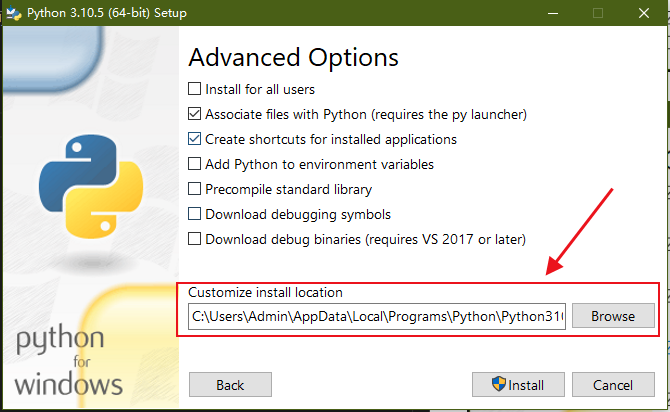 Python 3.10.5 (64-bit) Setup
Advanced Options
Install for all users
Associate files with Python (requires the py launcher)
Create shortcuts for installed applications
Add Python to environment variables
Precompile standard library
Download debugging symbols
Download debug binaries (requires VS 2017 or later)
Customize install location
C:\Users\Admin\AppData\Local\Programs\Python\Python310
Browse
python
for
windows
Back
Install
Cancel